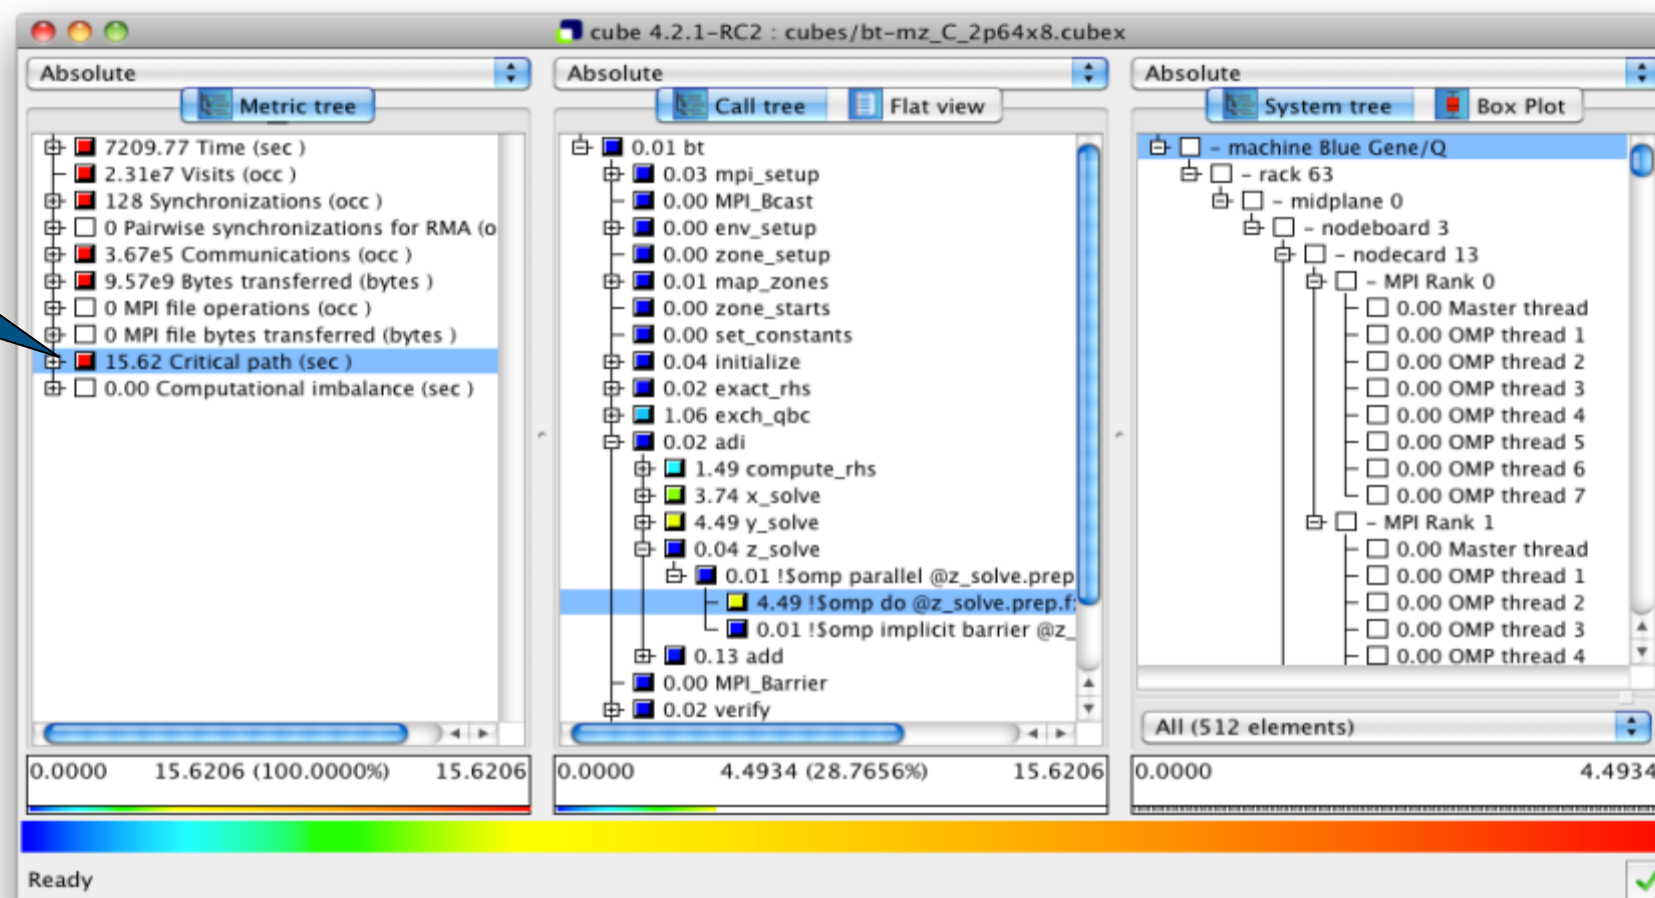 cube 4.2.1-RC2 : cubes/bt-mz_C_2p64x8.cubex
Absolute
Metric tree
7209.77 Time (sec )
2.31e7 Visits (occ )
128 Synchronizations (occ )
0 Pairwise synchronizations for RMA (o
3.67e5 Communications (occ )
9.57e9 Bytes transferred (bytes )
0 MPI file operations (occ )
0 MPI file bytes transferred (bytes )
15.62 Critical path (sec )
0.00 Computational imbalance (sec )
0.0000 15.6206 (100.0000%) 15.6206
Absolute
Call tree Flat view
0.01 bt
0.03 mpi_setup
0.00 MPI_Bcast
0.00 env_setup
0.00 zone_setup
0.01 map_zones
0.00 zone_starts
0.00 set_constants
0.04 initialize
0.02 exact_rhs
1.06 exch_qbc
0.02 adi
1.49 compute_rhs
3.74 x_solve
4.49 y_solve
0.04 z_solve
0.01 !$omp parallel @z_solve.prep
4.49 !$omp do @z_solve.prep.f:
0.01 !$omp implicit barrier @z_
0.13 add
0.00 MPI_Barrier
0.02 verify
0.0000 4.4934 (28.7656%) 15.6206
Absolute
System tree Box Plot
- machine Blue Gene/Q
- rack 63
- midplane 0
- nodeboard 3
- nodecard 13
- MPI Rank 0
0.00 Master thread
0.00 OMP thread 1
0.00 OMP thread 2
0.00 OMP thread 3
0.00 OMP thread 4
0.00 OMP thread 5
0.00 OMP thread 6
0.00 OMP thread 7
- MPI Rank 1
0.00 Master thread
0.00 OMP thread 1
0.00 OMP thread 2
0.00 OMP thread 3
0.00 OMP thread 4
All (512 elements)
0.0000 4.4934
Ready